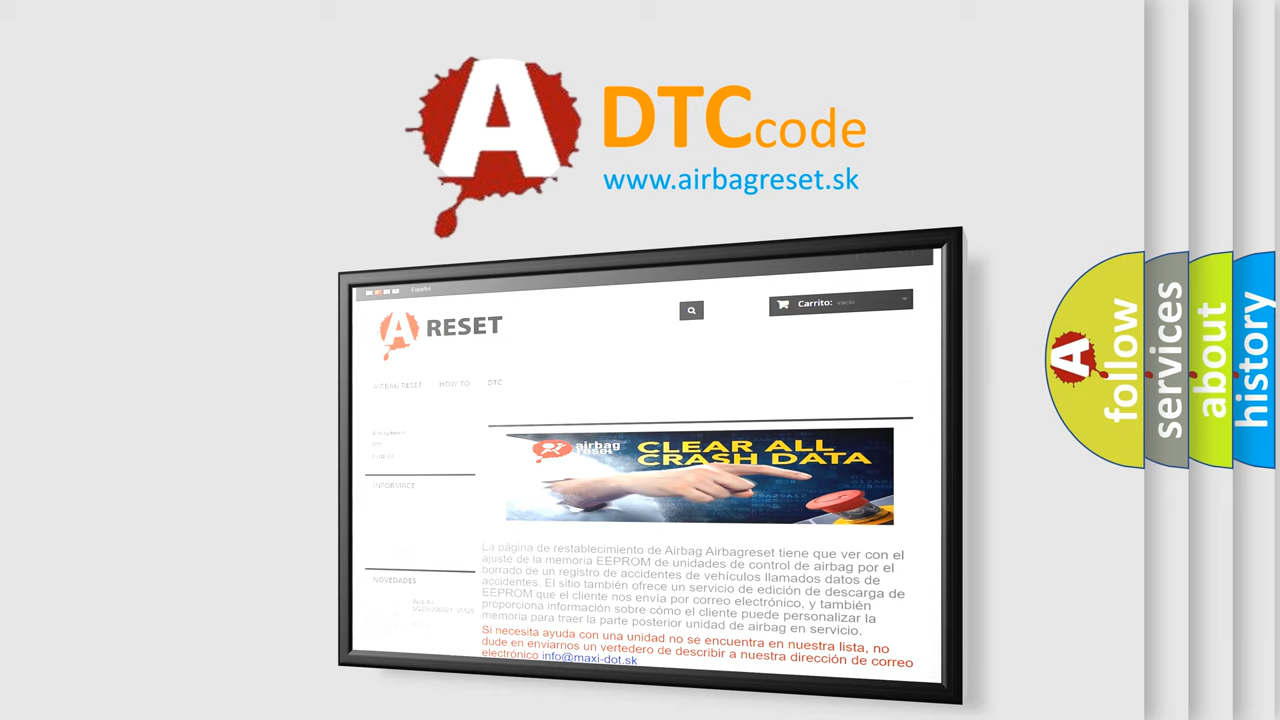 A DTCcode
www.airbagreset.sk
Español
A RESET
Carrito: vacío
AIRBAG RESET HOW TO DTC
INFORMACE
airbag
reset
CLEAR ALL
CRASH DATA
La página de restablecimiento de Airbag Airbagreset tiene que ver con el
ajuste de la memoria EEPROM de unidades de control de airbag por el
borrado de un registro de accidentes de vehículos llamados datos de
accidentes. El sitio también ofrece un servicio de edición de descarga de
EEPROM que el cliente nos envía por correo electrónico, y también
proporciona información sobre cómo el cliente puede personalizar la
memoria para traer la parte posterior unidad de airbag en servicio.
Si necesita ayuda con una unidad no se encuentra en nuestra lista, no
dude en enviarnos un vertedero de describir a nuestra dirección de correo
electrónico info@maxi-dot.sk
NOVEDADES
A follow
services
about
history